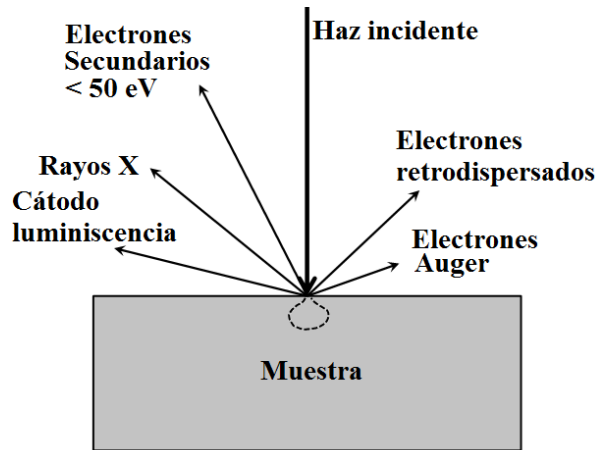 Electrones
Secundarios
< 50 eV
Haz incidente
Rayos X
Cátodo
luminiscencia
Electrones
retrodispersados
Electrones
Auger
Muestra